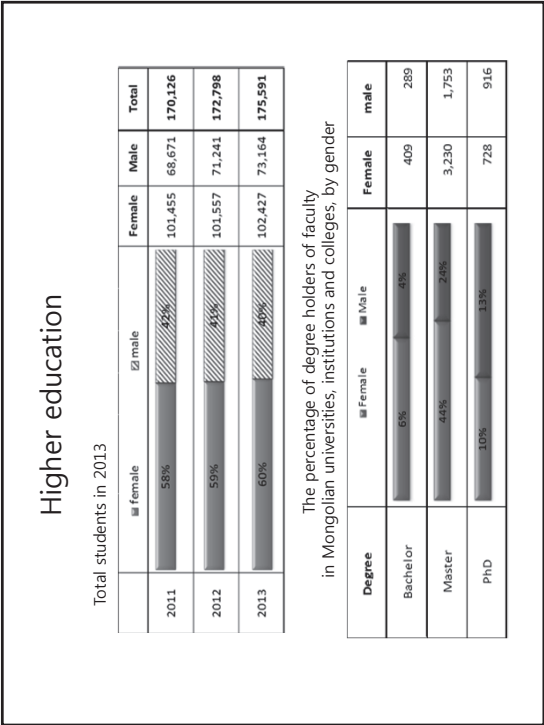 Higher education
Total students in 2013
female male Female Male Total
2011 58% 42% 101,455 68,671 170,126
2012 59% 41% 101,557 71,241 172,798
2013 60% 40% 102,427 73,164 175,591
The percentage of degree holders of faculty
in Mongolian universities, institutions and colleges, by gender
Degree Female Male Female male
Bachelor 6% 4% 409 289
Master 44% 24% 3,230 1,753
PhD 10% 13% 728 916